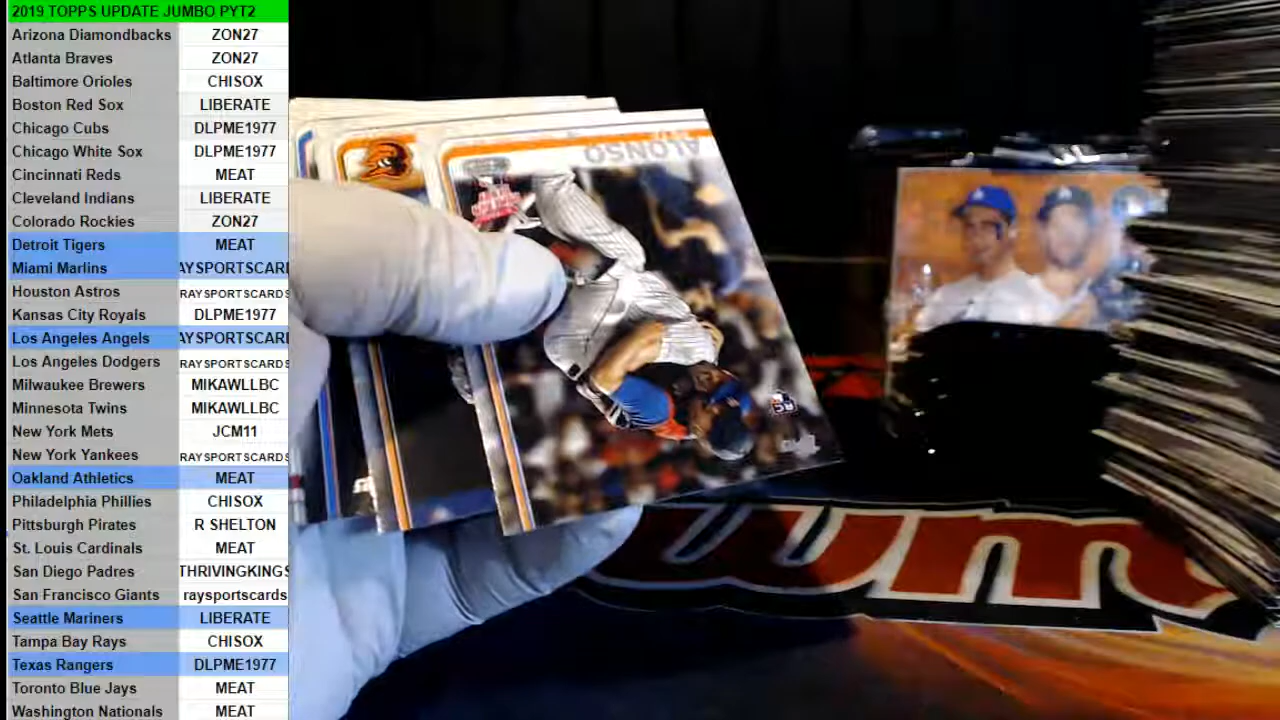 2019 TOPPS UPDATE JUMBO PYT2
Arizona Diamondbacks ZON27
Atlanta Braves ZON27
Baltimore Orioles CHISOX
Boston Red Sox LIBERATE
Chicago Cubs DLPME1977
Chicago White Sox DLPME1977
Cincinnati Reds MEAT
Cleveland Indians LIBERATE
Colorado Rockies ZON27
Detroit Tigers MEAT
Miami Marlins AYSPORTSCARI
Houston Astros RAYSPORTSCARDS
Kansas City Royals DLPME1977
Los Angeles Angels AYSPORTSCARI
Los Angeles Dodgers RAYSPORTSCARDS
Milwaukee Brewers MIKAWLLBC
Minnesota Twins MIKAWLLBC
New York Mets JCM11
New York Yankees RAYSPORTSCARDS
Oakland Athletics MEAT
Philadelphia Phillies CHISOX
Pittsburgh Pirates R SHELTON
St. Louis Cardinals MEAT
San Diego Padres THRIVINGKINGS
San Francisco Giants raysportscards
Seattle Mariners LIBERATE
Tampa Bay Rays CHISOX
Texas Rangers DLPME1977
Toronto Blue Jays MEAT
Washington Nationals MEAT
ALONSO